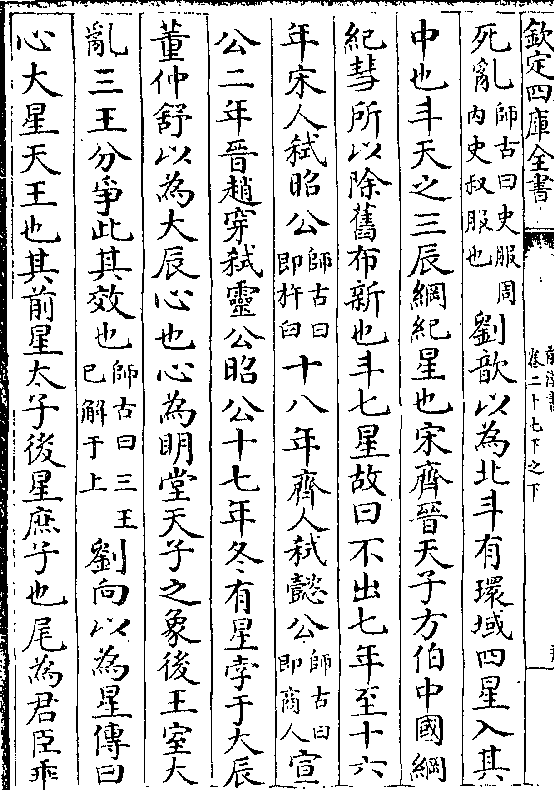 欽定四庫全書
卷二十七下之下
死亂師古曰史服周內史叔服也劉歆以為北斗有環域四星入其
中也斗天之三辰綱紀星也宋齊晉天子方伯中國綱
紀彗所以除舊布新也斗七星故曰不出七年至十六
年宋人弑昭公師古曰即杵臼十八年齊人弑懿公師古曰即商人宣
公二年晉趙穿弑靈公昭公十七年冬有星孛于大辰
董仲舒以為大辰心也心為明堂天子之象後王室大
亂三王分爭此其效也師古曰三王已解于上劉向以為星傳曰
心大星天王也其前星太子後星庶子也尾為君臣乖